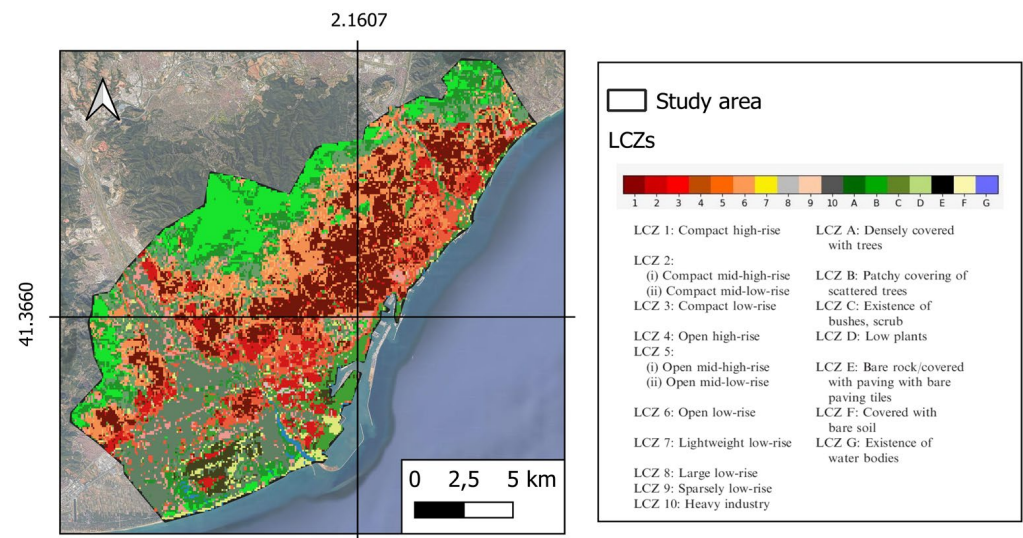 2.1607
41.3660
0 2,5 5 km
Study area
LCZs
1 2 3 4 5 6 7 8 9 10 A B C D E F G
LCZ 1: Compact high-rise
LCZ 2:
(i) Compact mid-high-rise
(ii) Compact mid-low-rise
LCZ 3: Compact low-rise
LCZ 4: Open high-rise
LCZ 5:
(i) Open mid-high-rise
(ii) Open mid-low-rise
LCZ 6: Open low-rise
LCZ 7: Lightweight low-rise
LCZ 8: Large low-rise
LCZ 9: Sparsely low-rise
LCZ 10: Heavy industry
LCZ A: Densely covered
with trees
LCZ B: Patchy covering of
scattered trees
LCZ C: Existence of
bushes, scrub
LCZ D: Low plants
LCZ E: Bare rock/covered
with paving with bare
paving tiles
LCZ F: Covered with
bare soil
LCZ G: Existence of
water bodies